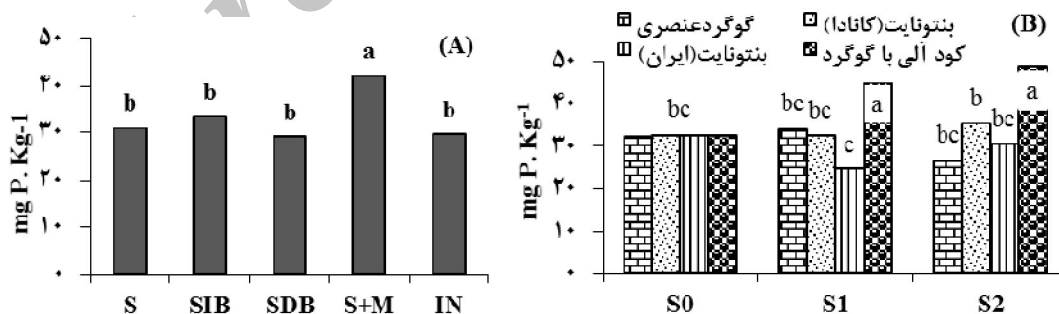 (A)
mg P. Kg-1
۵۰
۴۰
۳۰
۲۰
۱۰
۰
b b b a b
S SIB SDB S+M IN
(B)
گوگردعنصری بنتونایت(کانادا)
بنتونایت(ایران) کود آلی با گوگرد
mg P. Kg-1
۵۰
۴۰
۳۰
۲۰
۱۰
۰
bc bc bc c a bc b bc a
S0 S1 S2